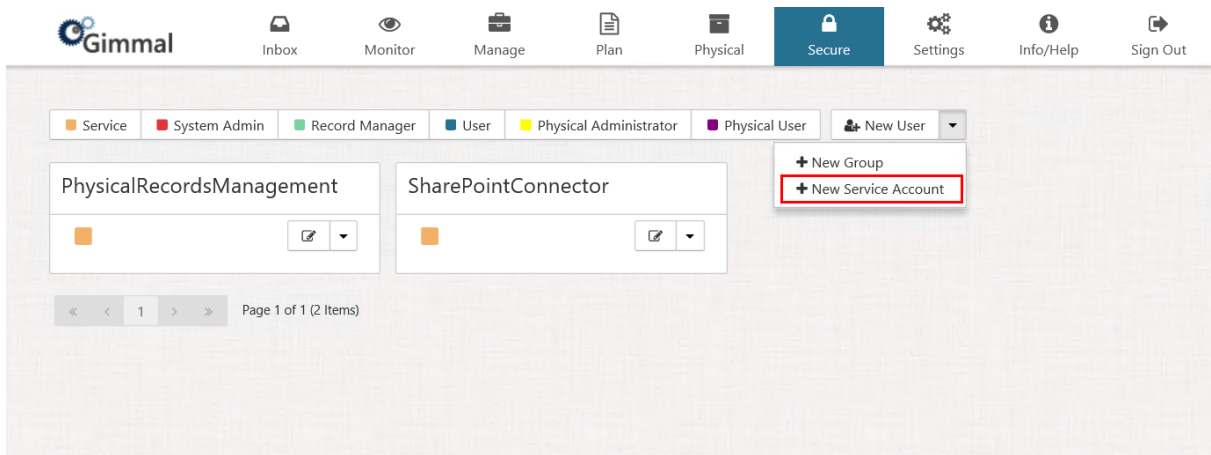 Gimmal
Inbox
Monitor
Manage
Plan
Physical
Secure
Settings
Info/Help
Sign Out
Service
System Admin
Record Manager
User
Physical Administrator
Physical User
New User
New Group
New Service Account
PhysicalRecordsManagement
SharePointConnector
« < 1 > » Page 1 of 1 (2 Items)